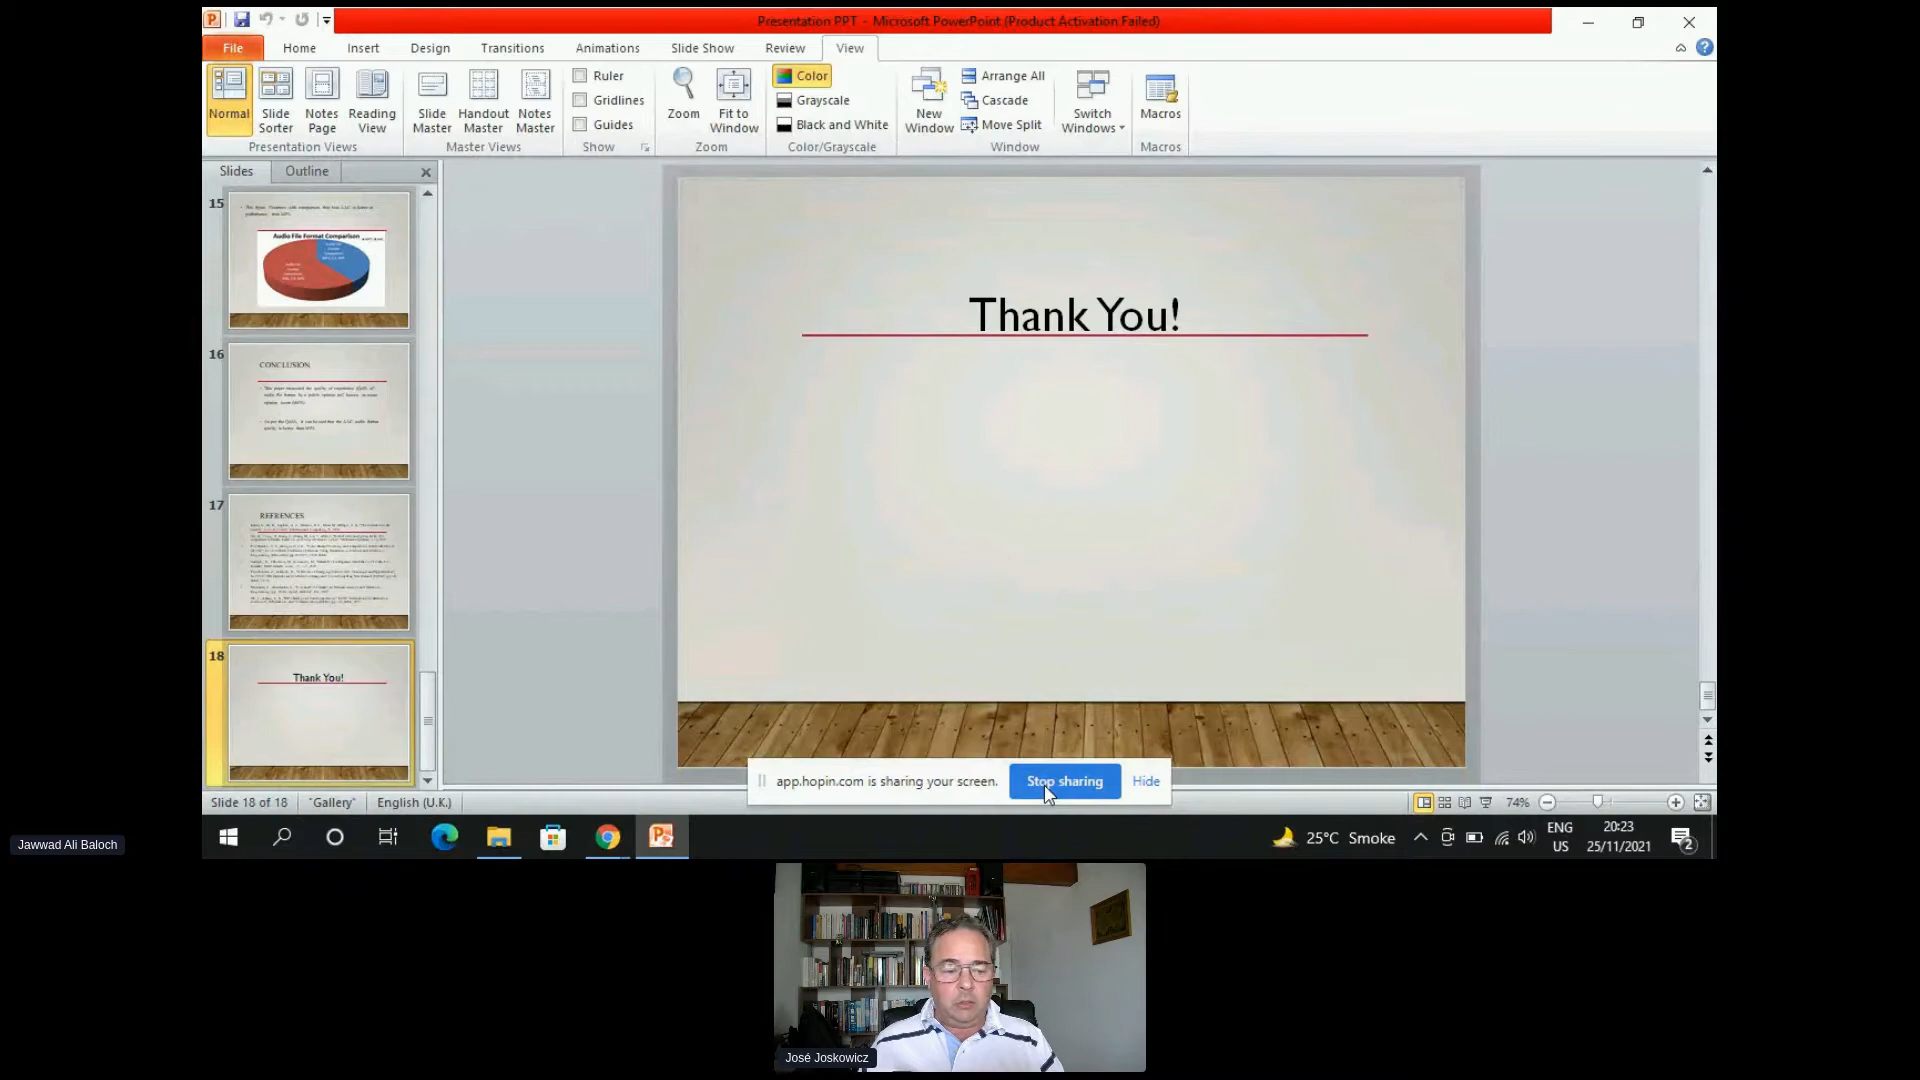 Presentation PPT - Microsoft PowerPoint (Product Activation Failed)
File Home Insert Design Transitions Animations Slide Show Review View
Normal
Slide Sorter
Notes Page
Reading View
Presentation Views
Slide Master
Handout Master
Notes Master
Master Views
Ruler
Gridlines
Guides
Show
Zoom
Fit to Window
Zoom
Color
Grayscale
Black and White
Color/Grayscale
New Window
Arrange All
Cascade
Move Split
Switch Windows
Window
Macros
Macros
Slides Outline
15
Audio File Format Comparison
16
CONCLUSION
17
REFRENCES
18
Thank You!
Thank You!
app.hopin.com is sharing your screen. Stop sharing Hide
Slide 18 of 18 "Gallery" English (U.K.) 74%
25°C Smoke
ENG
US
20:23
25/11/2021
2
Jawwad Ali Baloch
José Joskowicz